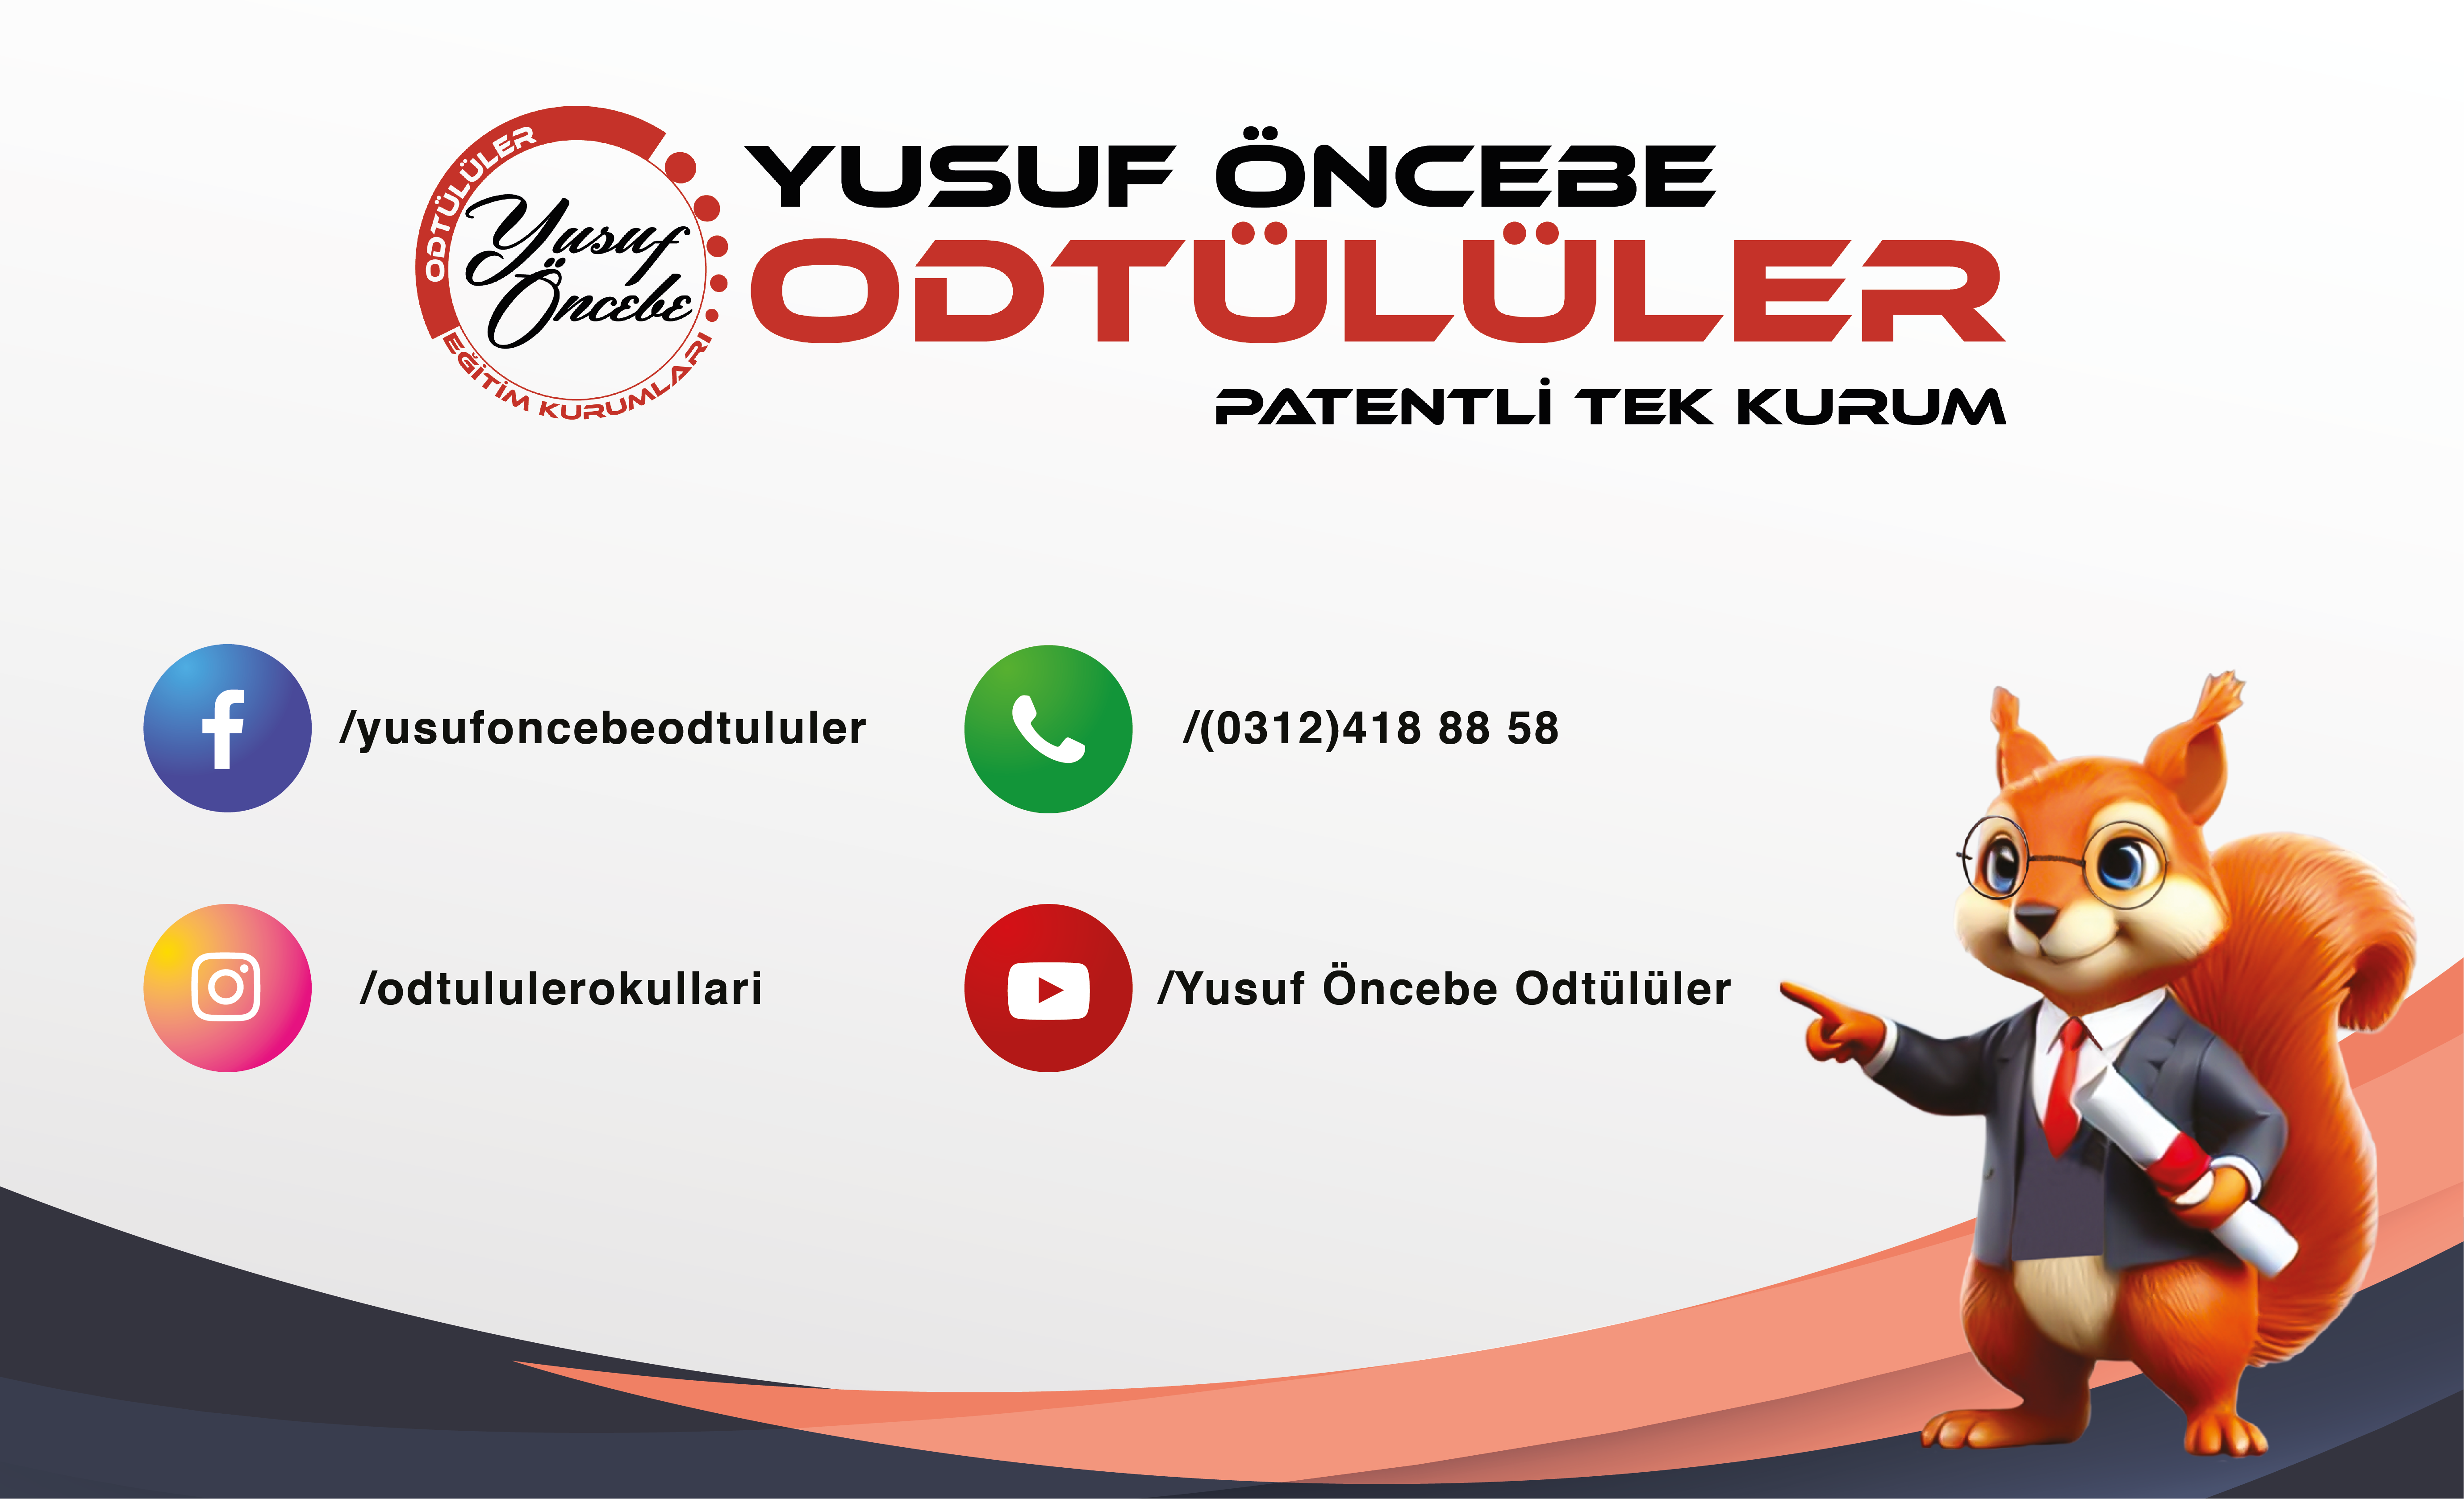 ODTÜLÜLER
Yusuf
Öncebe
EĞİTİM KURUMLARI
YUSUF ÖNCEBE
ODTÜLÜLER
PATENTLİ TEK KURUM
/yusufoncebeodtululer
/(0312)418 88 58
/odtululerokullari
/Yusuf Öncebe Odtülüler